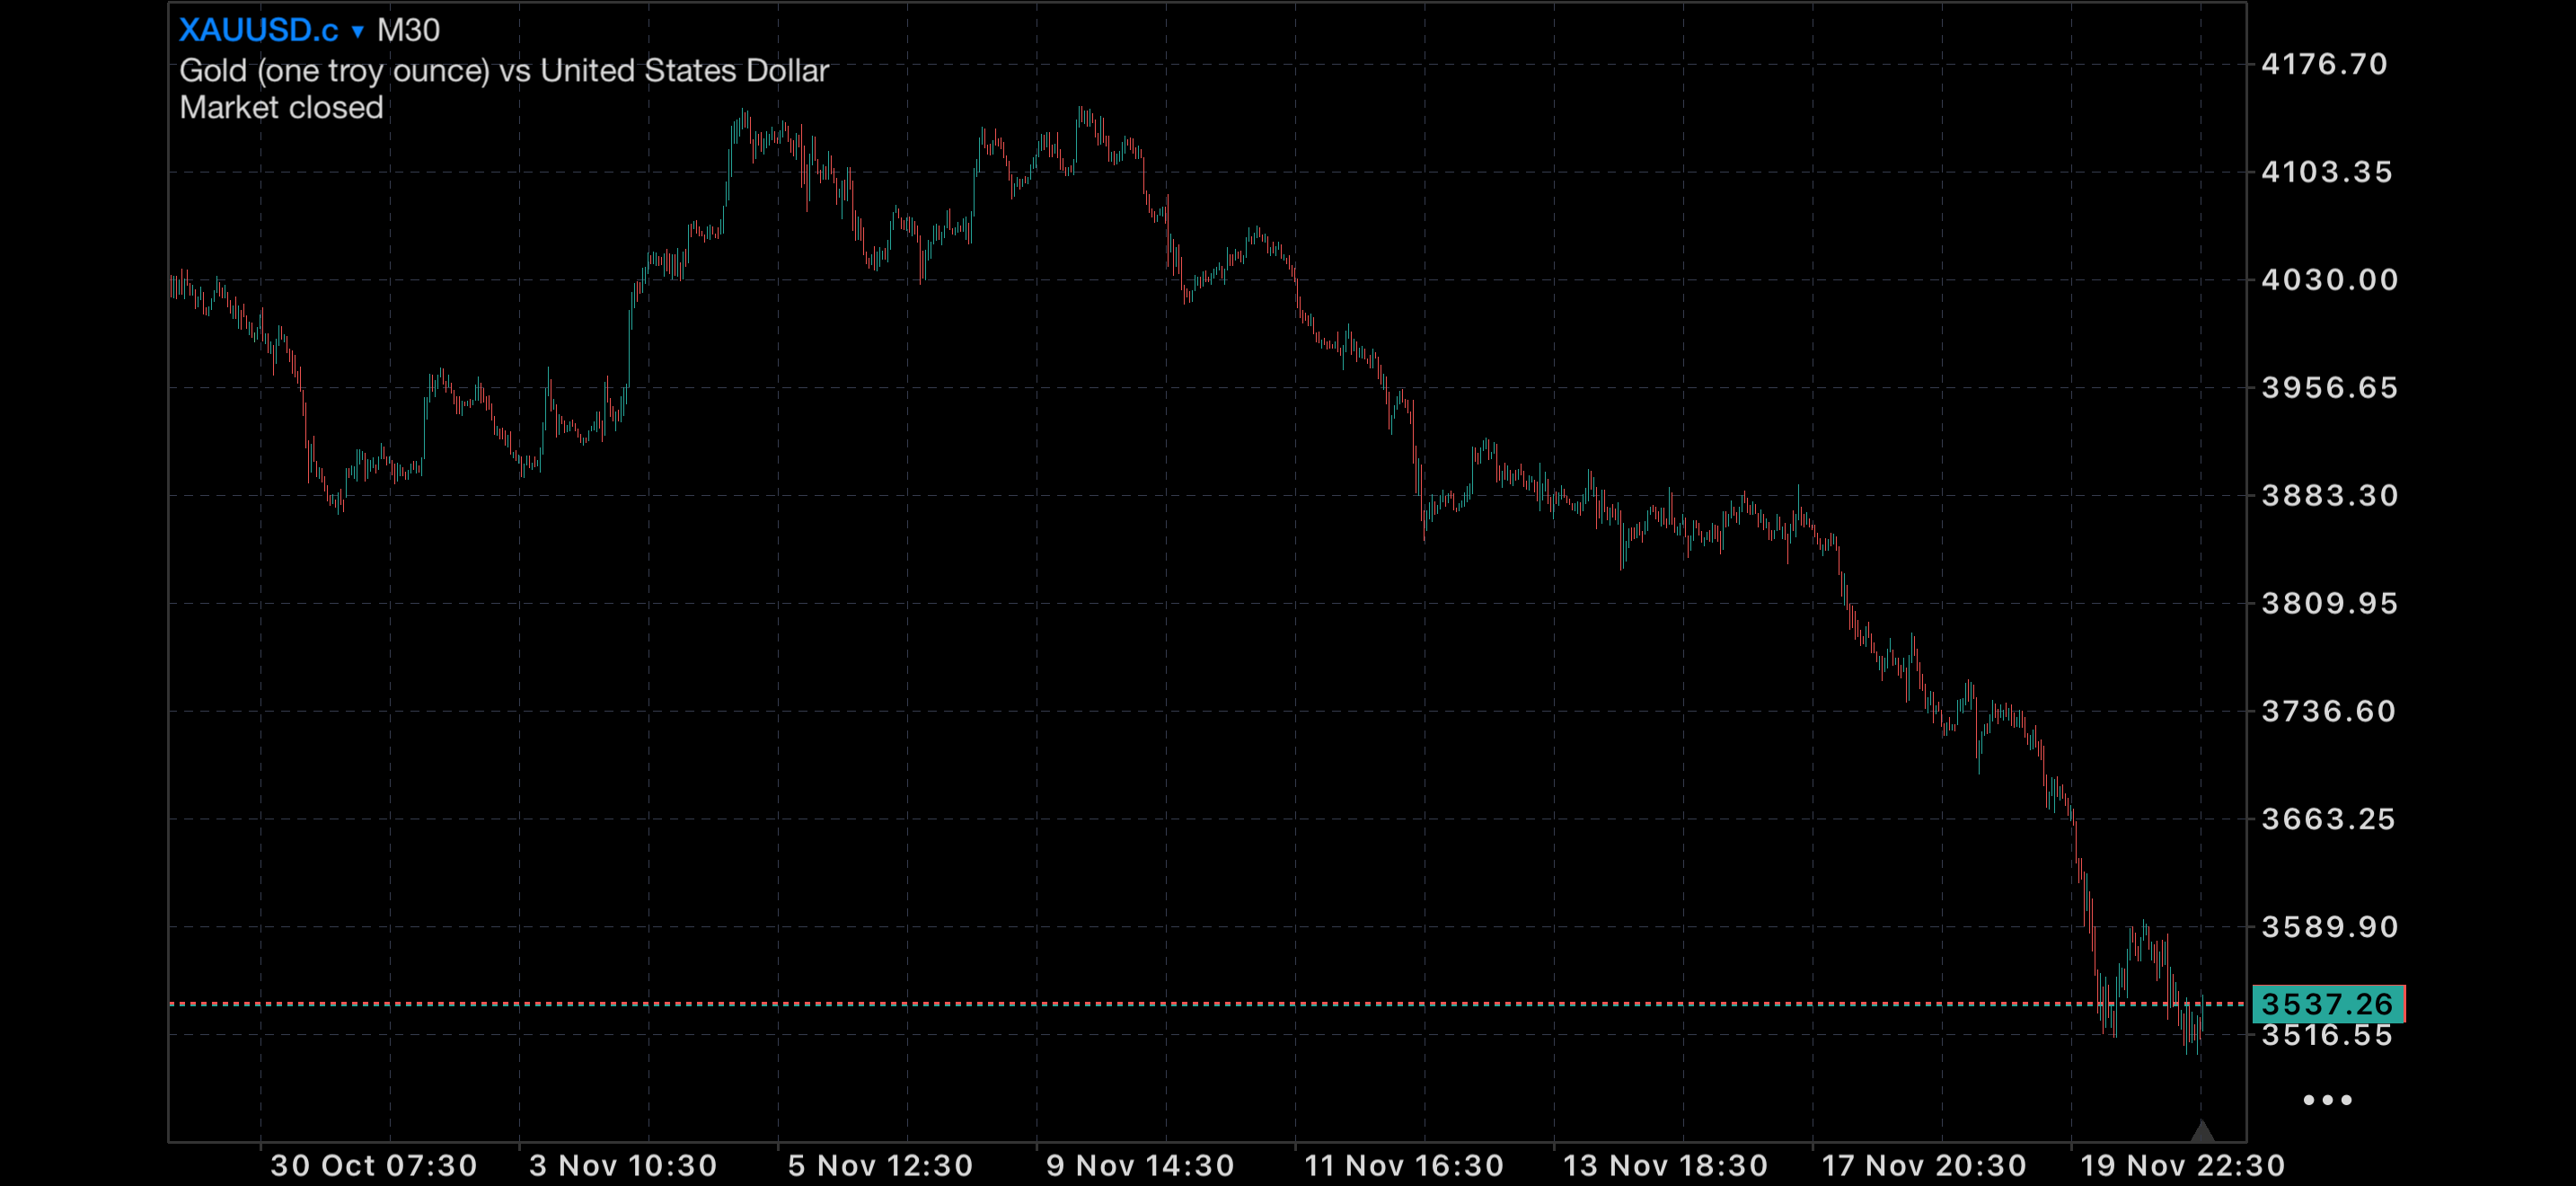 XAUUSD.c ▾ M30
Gold (one troy ounce) vs United States Dollar
Market closed
4176.70
4103.35
4030.00
3956.65
3883.30
3809.95
3736.60
3663.25
3589.90
3537.26
3516.55
30 Oct 07:30 3 Nov 10:30 5 Nov 12:30 9 Nov 14:30 11 Nov 16:30 13 Nov 18:30 17 Nov 20:30 19 Nov 22:30